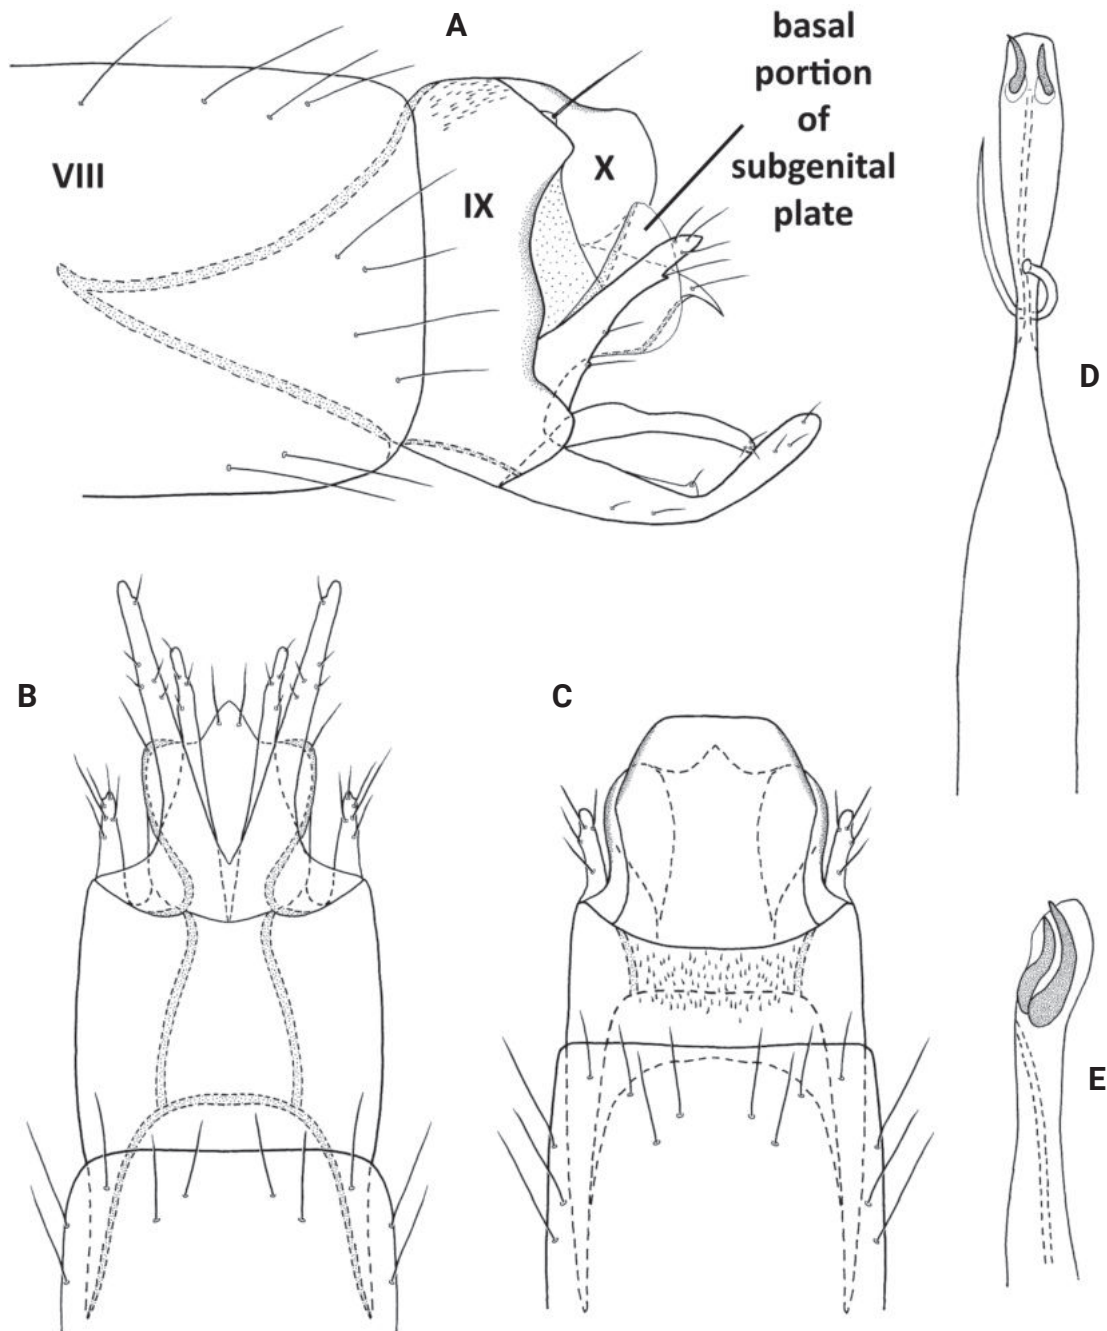 A
basal
portion
of
subgenital
plate
VIII
IX
X
D
B
C
E